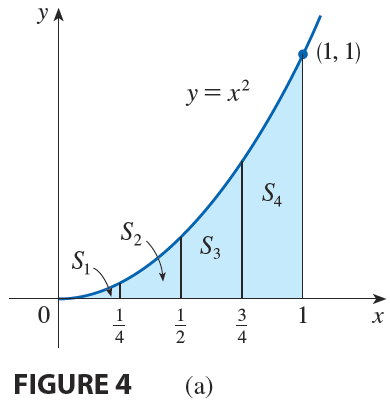 y
(1, 1)
y = x²
S₄
S₂
S₃
S₁
0
1/4
1/2
3/4
1
x
FIGURE 4 (a)